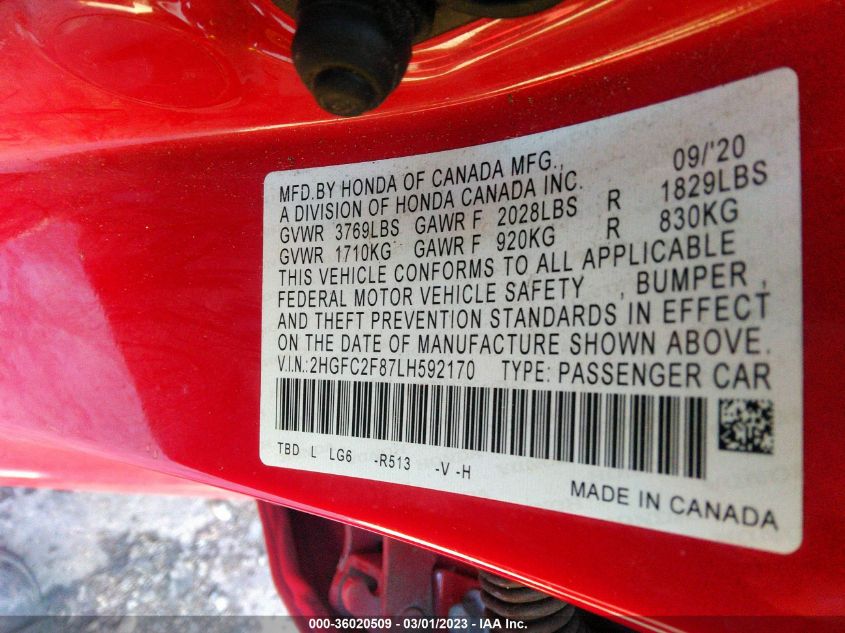 09/'20
MFD.BY HONDA OF CANADA MFG.,
A DIVISION OF HONDA CANADA INC.
GVWR 3769LBS GAWR F 2028LBS R 1829LBS
GVWR 1710KG GAWR F 920KG R 830KG
THIS VEHICLE CONFORMS TO ALL APPLICABLE
FEDERAL MOTOR VEHICLE SAFETY , BUMPER ,
AND THEFT PREVENTION STANDARDS IN EFFECT
ON THE DATE OF MANUFACTURE SHOWN ABOVE.
V.I.N.: 2HGFC2F87LH592170 TYPE: PASSENGER CAR
TBD L LG6 -R513 -V -H
MADE IN CANADA
000-36020509 - 03/01/2023 - IAA Inc.